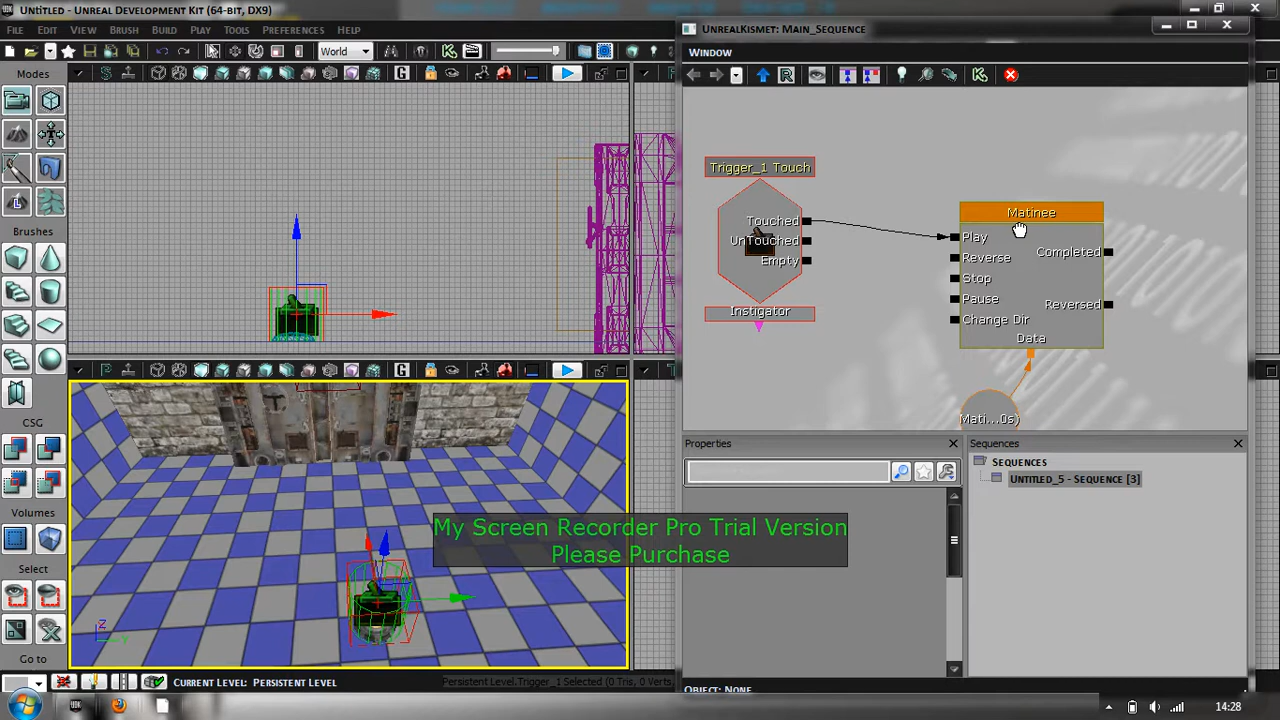 Untitled - Unreal Development Kit (64-bit, DX9)
FILE EDIT VIEW BRUSH BUILD PLAY TOOLS PREFERENCES HELP
World
Modes
Brushes
CSG
Volumes
Select
Go to
UnrealKismet: Main_Sequence
Window
Trigger_1 Touch
Touched
UnTouched
Empty
Instigator
Matinee
Play
Reverse
Stop
Pause
Change Dir
Completed
Reversed
Data
Mati...0s)
Properties
Sequences
SEQUENCES
UNTITLED_5 - SEQUENCE [3]
My Screen Recorder Pro Trial Version
Please Purchase
OBJECT: NONE
CURRENT LEVEL: PERSISTENT LEVEL
Persistent Level.Trigger_1 Selected (0 Tris, 0 Verts,
14:28